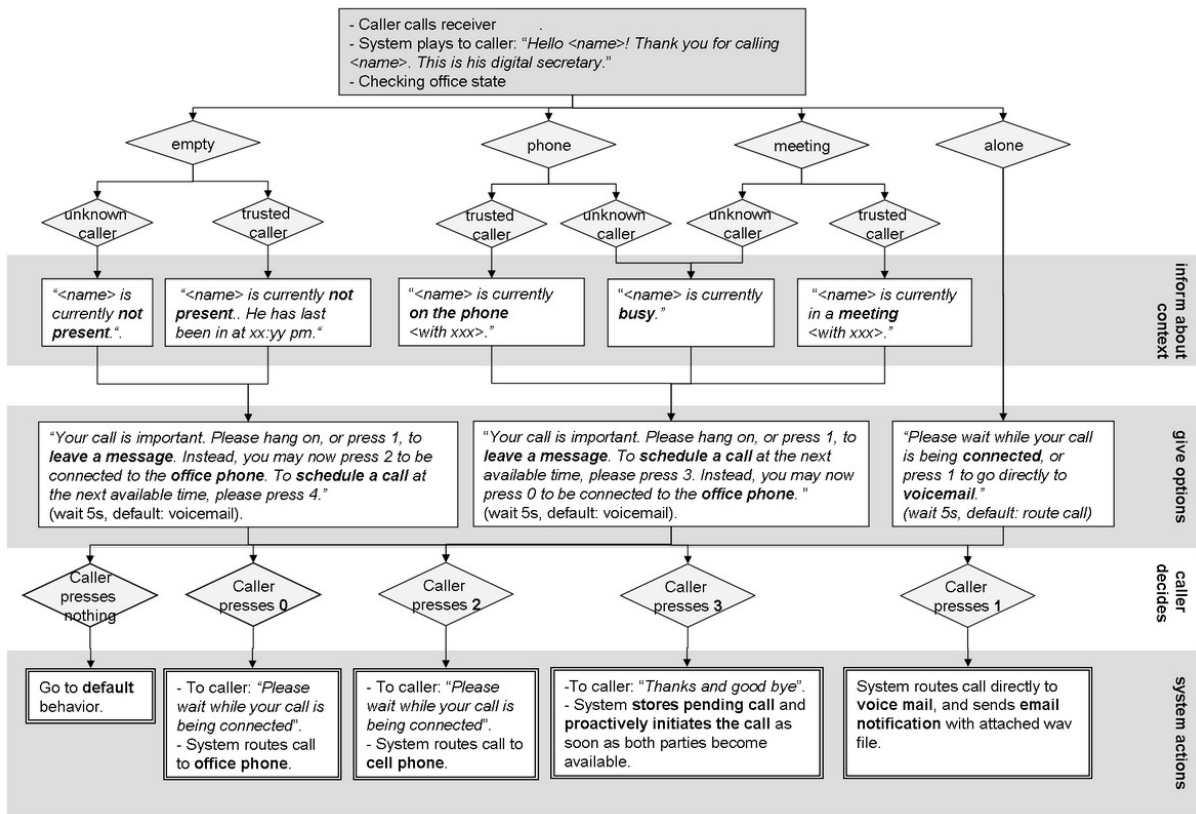 - Caller calls receiver .
- System plays to caller: “Hello <name>! Thank you for calling
<name>. This is his digital secretary.”
- Checking office state
empty
phone
meeting
alone
unknown
caller
trusted
caller
trusted
caller
unknown
caller
unknown
caller
trusted
caller
“<name> is
currently not
present.“.
“<name> is currently not
present.. He has last
been in at xx:yy pm.“
“<name> is currently
on the phone
<with xxx>.”
“<name> is currently
busy.”
“<name> is currently
in a meeting
<with xxx>.”
inform about
context
“Your call is important. Please hang on, or press 1, to
leave a message. Instead, you may now press 2 to be
connected to the office phone. To schedule a call at
the next available time, please press 4.”
(wait 5s, default: voicemail).
“Your call is important. Please hang on, or press 1, to
leave a message. To schedule a call at the next
available time, please press 3. Instead, you may now
press 0 to be connected to the office phone. ”
(wait 5s, default: voicemail).
“Please wait while your call
is being connected, or
press 1 to go directly to
voicemail.”
(wait 5s, default: route call)
give options
Caller
presses
nothing
Caller
presses 0
Caller
presses 2
Caller
presses 3
Caller
presses 1
caller
decides
Go to default
behavior.
- To caller: “Please
wait while your call is
being connected”.
- System routes call
to office phone.
- To caller: “Please
wait while your call is
being connected”.
- System routes call to
cell phone.
-To caller: “Thanks and good bye”.
- System stores pending call and
proactively initiates the call as
soon as both parties become
available.
System routes call directly to
voice mail, and sends email
notification with attached wav
file.
system actions